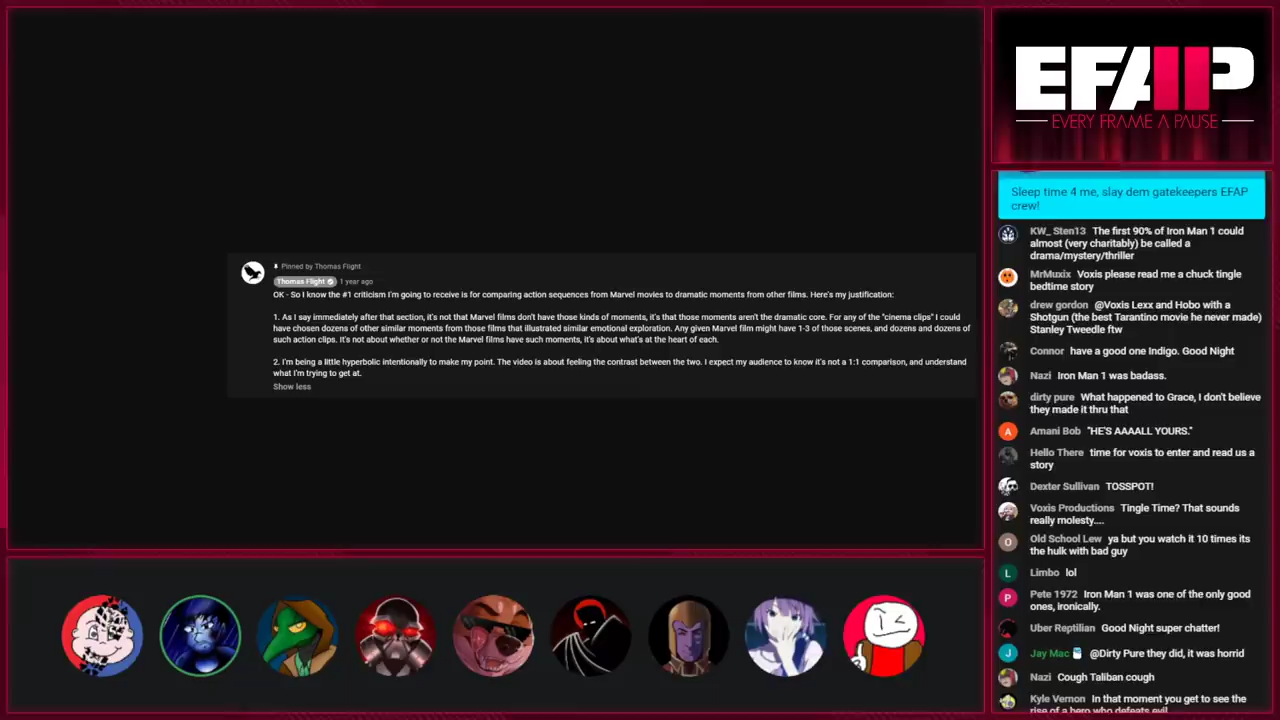 Pinned by Thomas Flight
Thomas Flight 1 year ago
OK - So I know the #1 criticism I'm going to receive is for comparing action sequences from Marvel movies to dramatic moments from other films. Here's my justification:
1. As I say immediately after that section, it's not that Marvel films don't have those kinds of moments, it's that those moments aren't the dramatic core. For any of the "cinema clips" I could
have chosen dozens of other similar moments from those films that illustrated similar emotional exploration. Any given Marvel film might have 1-3 of those scenes, and dozens and dozens of
such action clips. It's not about whether or not the Marvel films have such moments, it's about what's at the heart of each.
2. I'm being a little hyperbolic intentionally to make my point. The video is about feeling the contrast between the two. I expect my audience to know it's not a 1:1 comparison, and understand
what I'm trying to get at.
Show less
EFAP
EVERY FRAME A PAUSE
Sleep time 4 me, slay dem gatekeepers EFAP
crew!
KW_ Sten13 The first 90% of Iron Man 1 could
almost (very charitably) be called a
drama/mystery/thriller
MrMuxix Voxis please read me a chuck tingle
bedtime story
drew gordon @Voxis Lexx and Hobo with a
Shotgun (the best Tarantino movie he never made)
Stanley Tweedle ftw
Connor have a good one Indigo. Good Night
Nazi Iron Man 1 was badass.
dirty pure What happened to Grace, I don't believe
they made it thru that
A
Amani Bob "HE'S AAAALL YOURS."
Hello There time for voxis to enter and read us a
story
Dexter Sullivan TOSSPOT!
Voxis Productions Tingle Time? That sounds
really molesty....
O
Old School Lew ya but you watch it 10 times its
the hulk with bad guy
L
Limbo lol
P
Pete 1972 Iron Man 1 was one of the only good
ones, ironically.
Uber Reptilian Good Night super chatter!
J
Jay Mac @Dirty Pure they did, it was horrid
Nazi Cough Taliban cough
Kyle Vernon In that moment you get to see the
rise of a hero who defeats evil